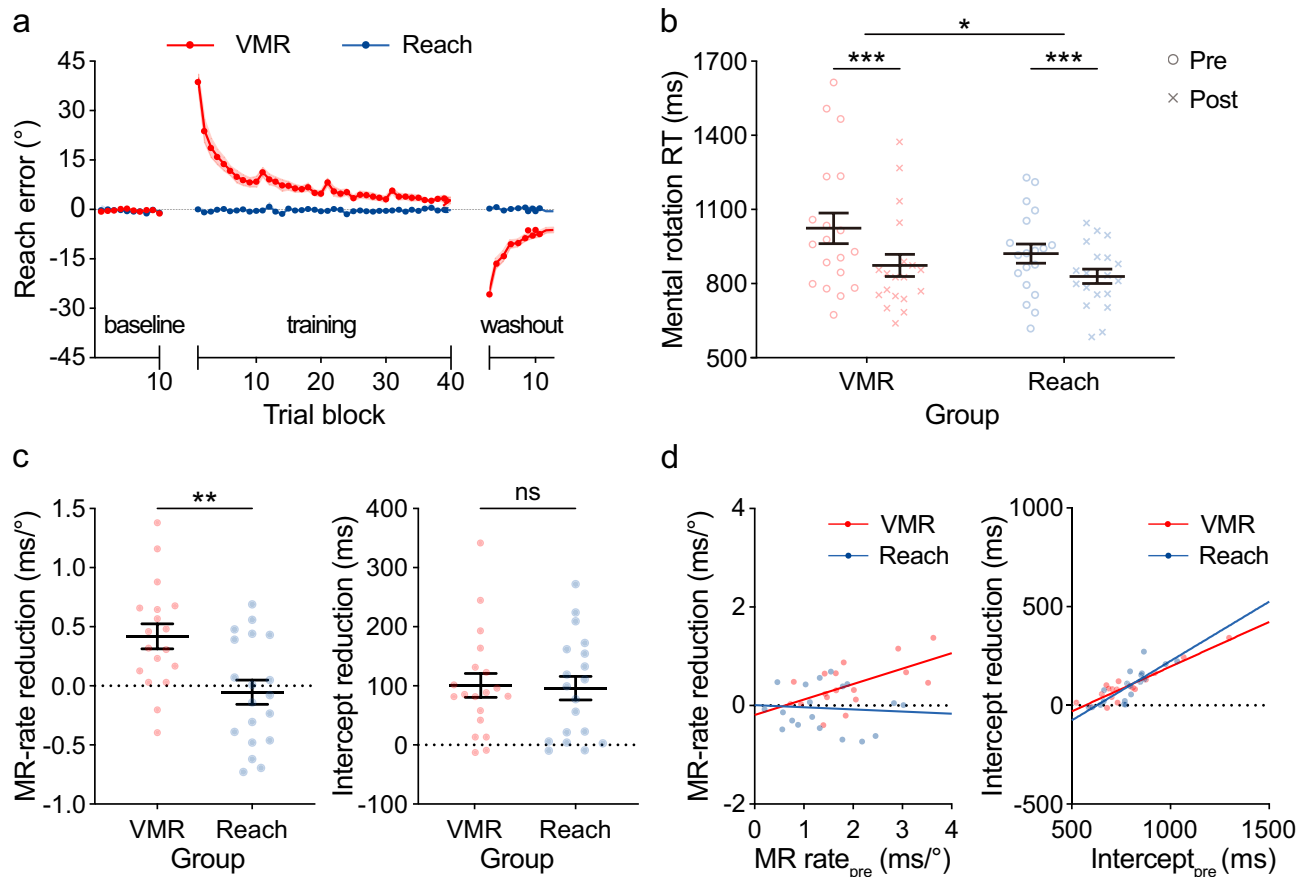 a
VMR
Reach
Reach error (°)
45
30
15
0
-15
-30
-45
baseline
training
washout
10
10
20
30
40
10
Trial block
b
*
***
***
Pre
Post
Mental rotation RT (ms)
1700
1400
1100
800
500
VMR
Reach
Group
c
**
MR-rate reduction (ms/°)
1.5
1.0
0.5
0.0
-0.5
-1.0
VMR
Reach
Group
ns
Intercept reduction (ms)
400
300
200
100
0
-100
VMR
Reach
Group
d
VMR
Reach
MR-rate reduction (ms/°)
4
2
0
-2
0
1
2
3
4
MR rate pre (ms/°)
VMR
Reach
Intercept reduction (ms)
1000
500
0
-500
500
1000
1500
Intercept pre (ms)